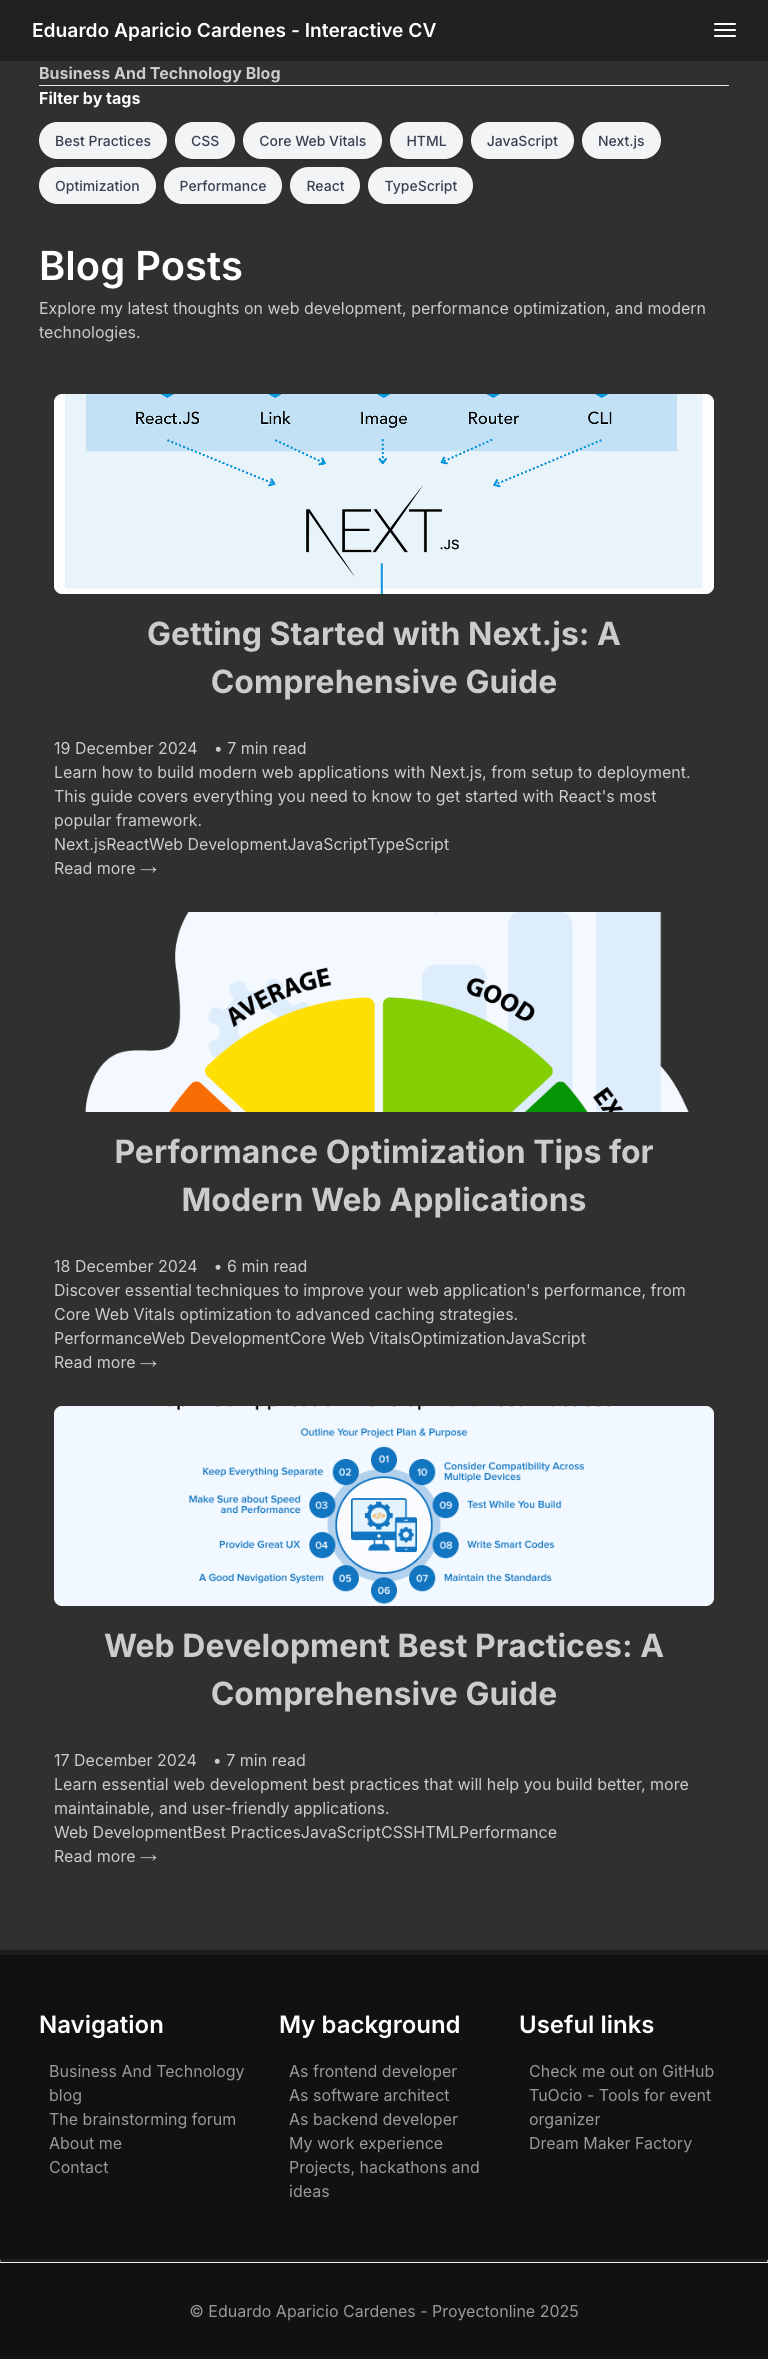 Eduardo Aparicio Cardenes - Interactive CV
Business And Technology Blog
Filter by tags
Best Practices
CSS
Core Web Vitals
HTML
JavaScript
Next.js
Optimization
Performance
React
TypeScript
Blog Posts
Explore my latest thoughts on web development, performance optimization, and modern
technologies.
React.JS
Link
Image
Router
CLI
NEXT.JS
Getting Started with Next.js: A
Comprehensive Guide
19 December 2024 • 7 min read
Learn how to build modern web applications with Next.js, from setup to deployment.
This guide covers everything you need to know to get started with React's most
popular framework.
Next.jsReactWeb DevelopmentJavaScriptTypeScript
Read more →
AVERAGE
GOOD
EX
Performance Optimization Tips for
Modern Web Applications
18 December 2024 • 6 min read
Discover essential techniques to improve your web application's performance, from
Core Web Vitals optimization to advanced caching strategies.
PerformanceWeb DevelopmentCore Web VitalsOptimizationJavaScript
Read more →
Outline Your Project Plan & Purpose
01
Keep Everything Separate 02
10 Consider Compatibility Across
Multiple Devices
Make Sure about Speed
and Performance 03
09 Test While You Build
Provide Great UX 04
08 Write Smart Codes
A Good Navigation System 05
07 Maintain the Standards
06
Web Development Best Practices: A
Comprehensive Guide
17 December 2024 • 7 min read
Learn essential web development best practices that will help you build better, more
maintainable, and user-friendly applications.
Web DevelopmentBest PracticesJavaScriptCSSHTMLPerformance
Read more →
Navigation
Business And Technology
blog
The brainstorming forum
About me
Contact
My background
As frontend developer
As software architect
As backend developer
My work experience
Projects, hackathons and
ideas
Useful links
Check me out on GitHub
TuOcio - Tools for event
organizer
Dream Maker Factory
© Eduardo Aparicio Cardenes - Proyectonline 2025